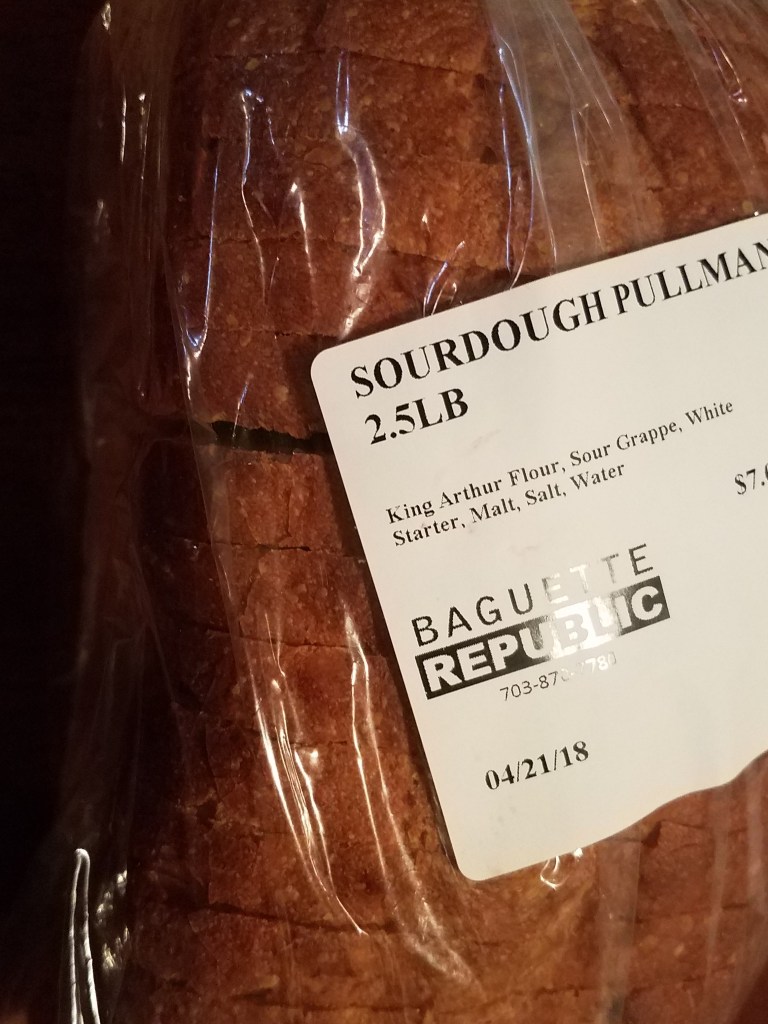 SOURDOUGH PULLMAN
2.5LB
King Arthur Flour, Sour Grappe, White
Starter, Malt, Salt, Water
BAGUETTE
REPUBLIC
04/21/18